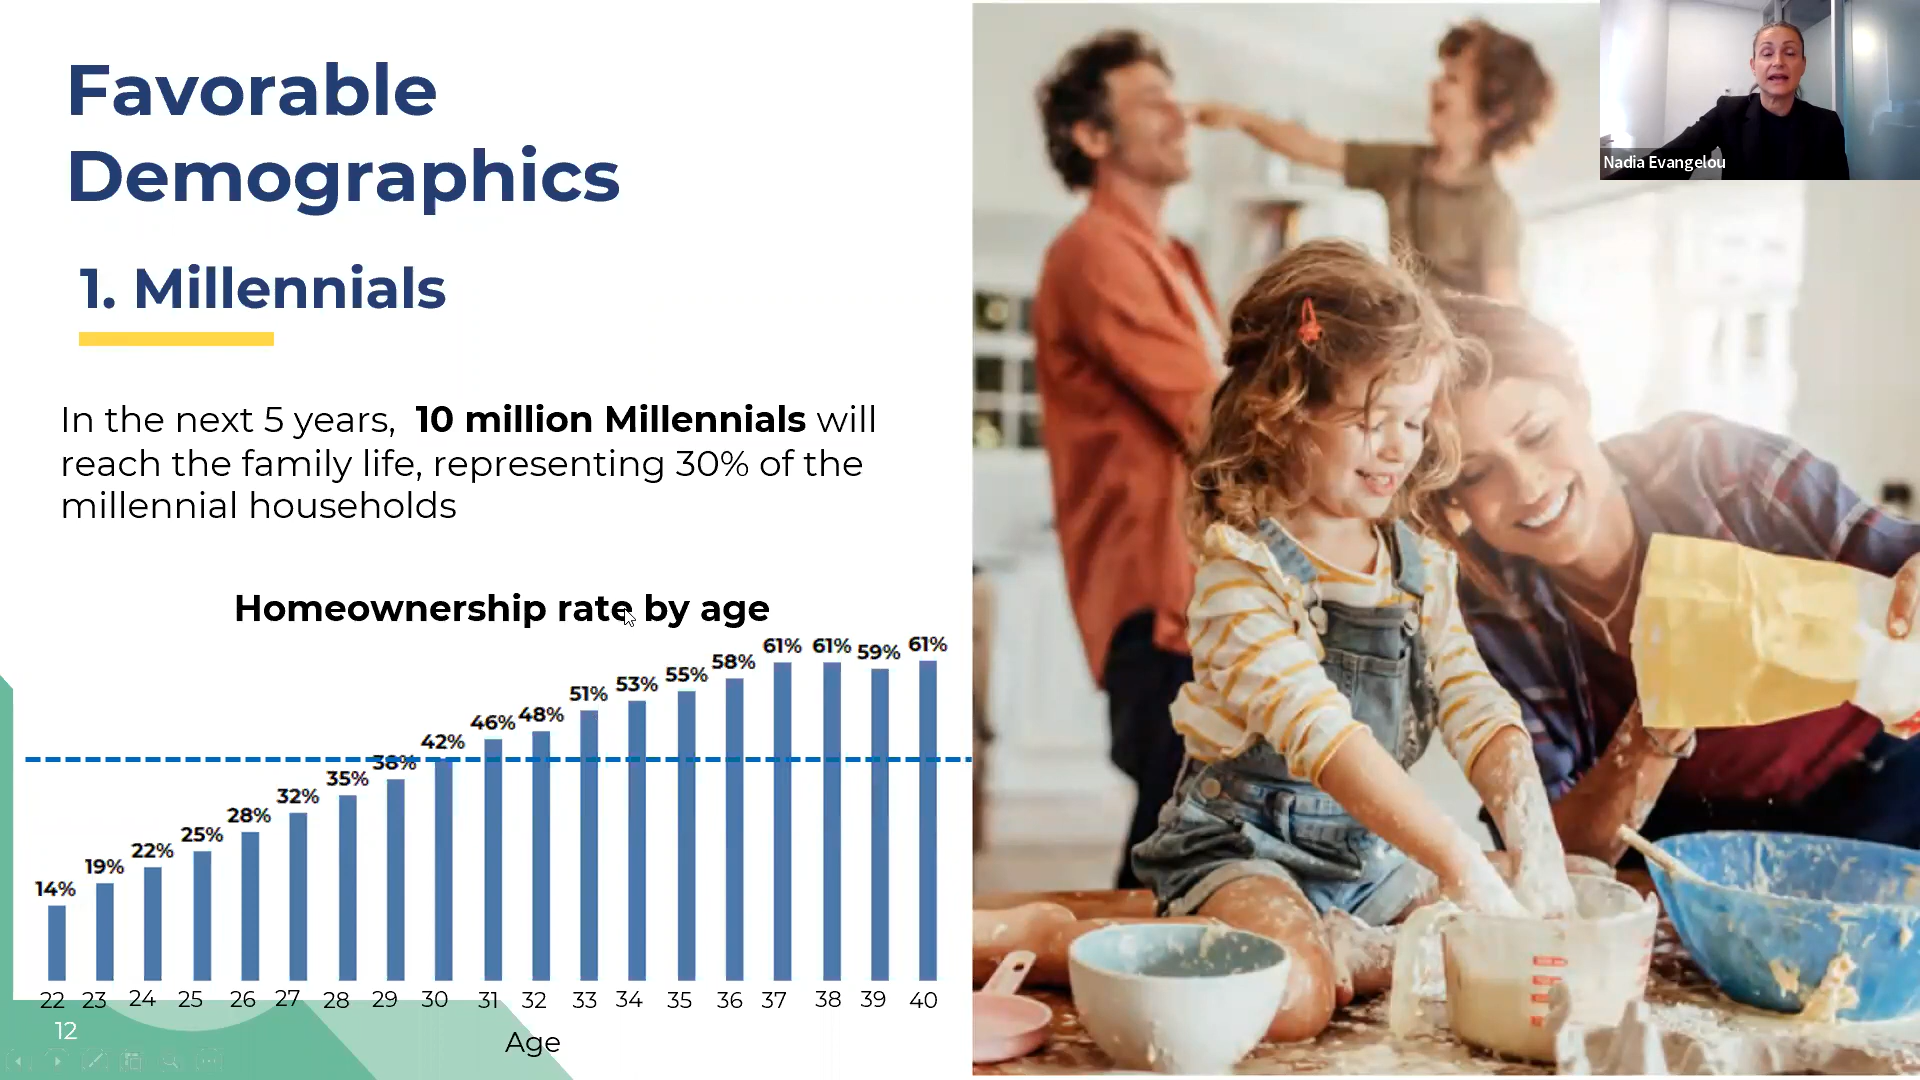 Favorable
Demographics
1. Millennials
In the next 5 years, 10 million Millennials will
reach the family life, representing 30% of the
millennial households
Homeownership rate by age
14% 19% 22% 25% 28% 32% 35% 38% 42% 46% 48% 51% 53% 55% 58% 61% 61% 59% 61%
22 23 24 25 26 27 28 29 30 31 32 33 34 35 36 37 38 39 40
Age
12
Nadia Evangelou